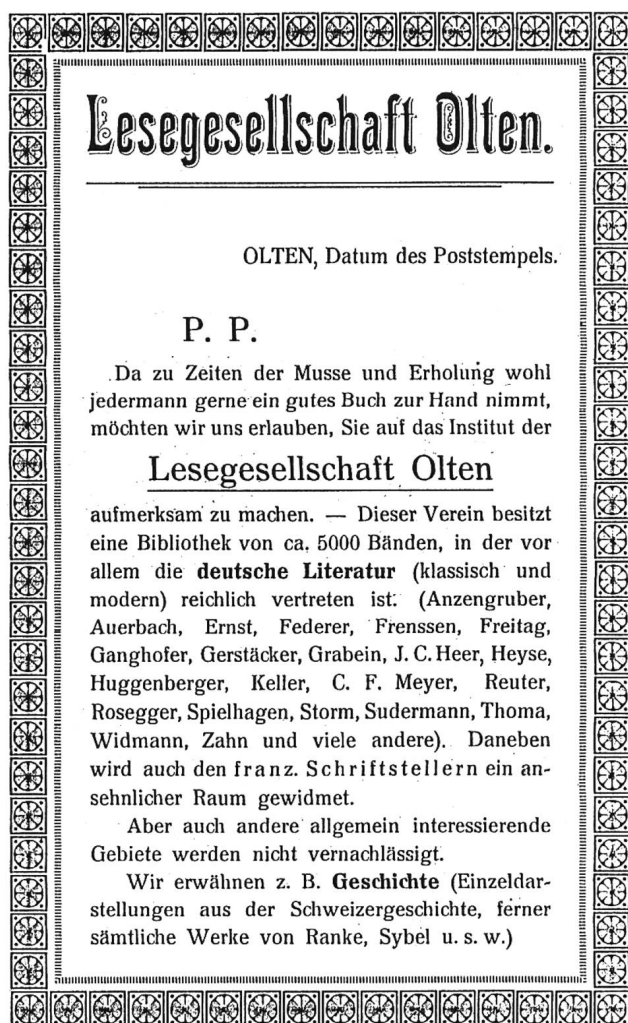 Lesegesellschaft Olten.
OLTEN, Datum des Poststempels.
P. P.
Da zu Zeiten der Musse und Erholung wohl
jedermann gerne ein gutes Buch zur Hand nimmt,
möchten wir uns erlauben, Sie auf das Institut der
Lesegesellschaft Olten
aufmerksam zu machen. — Dieser Verein besitzt
eine Bibliothek von ca. 5000 Bänden, in der vor
allem die deutsche Literatur (klassisch und
modern) reichlich vertreten ist. (Anzengruber,
Auerbach, Ernst, Federer, Frenssen, Freitag,
Ganghofer, Gerstäcker, Grabein, J. C. Heer, Heyse,
Huggenberger, Keller, C. F. Meyer, Reuter,
Rosegger, Spielhagen, Storm, Sudermann, Thoma,
Widmann, Zahn und viele andere). Daneben
wird auch den franz. Schriftstellern ein an-
sehnlicher Raum gewidmet.
Aber auch andere allgemein interessierende
Gebiete werden nicht vernachlässigt.
Wir erwähnen z. B. Geschichte (Einzeldar-
stellungen aus der Schweizergeschichte, ferner
sämtliche Werke von Ranke, Sybel u. s. w.)